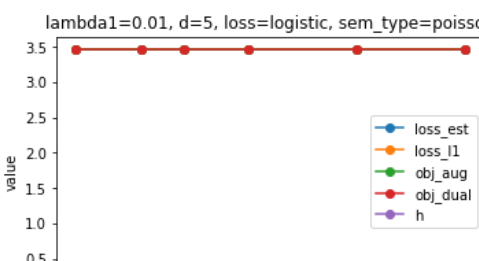 lambda1=0.01, d=5, loss=logistic, sem_type=poisso
3.5
3.0
2.5
2.0
1.5
1.0
0.5
value
loss_est
loss_l1
obj_aug
obj_dual
h